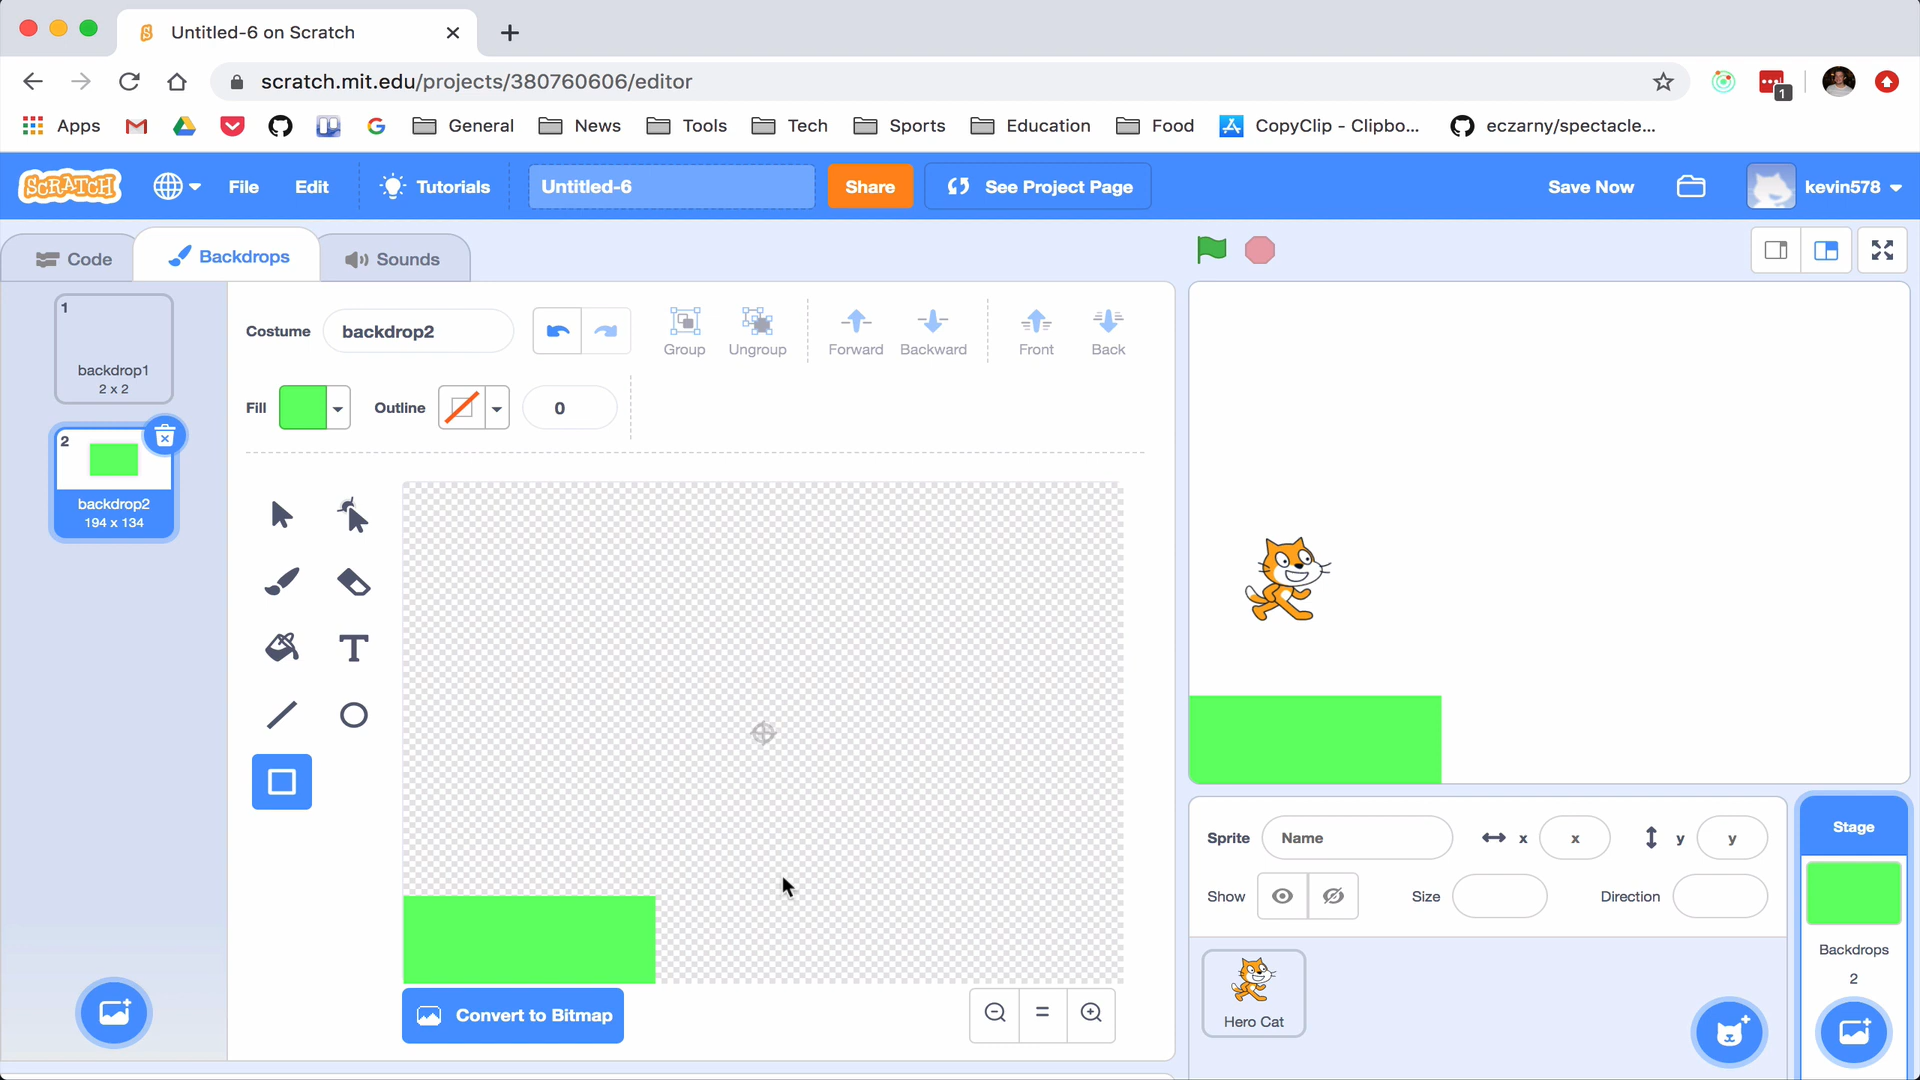 Untitled-6 on Scratch
scratch.mit.edu/projects/380760606/editor
1
Apps General News Tools Tech Sports Education Food CopyClip - Clipbo... eczarny/spectacle...
SCRATCH File Edit Tutorials Untitled-6 Share See Project Page Save Now kevin578
Code Backdrops Sounds
1
backdrop1
2 x 2
2
backdrop2
194 x 134
Costume backdrop2 Group Ungroup Forward Backward Front Back
Fill Outline 0
T
Convert to Bitmap
Sprite Name x x y y
Show Size Direction
Hero Cat
Stage
Backdrops
2